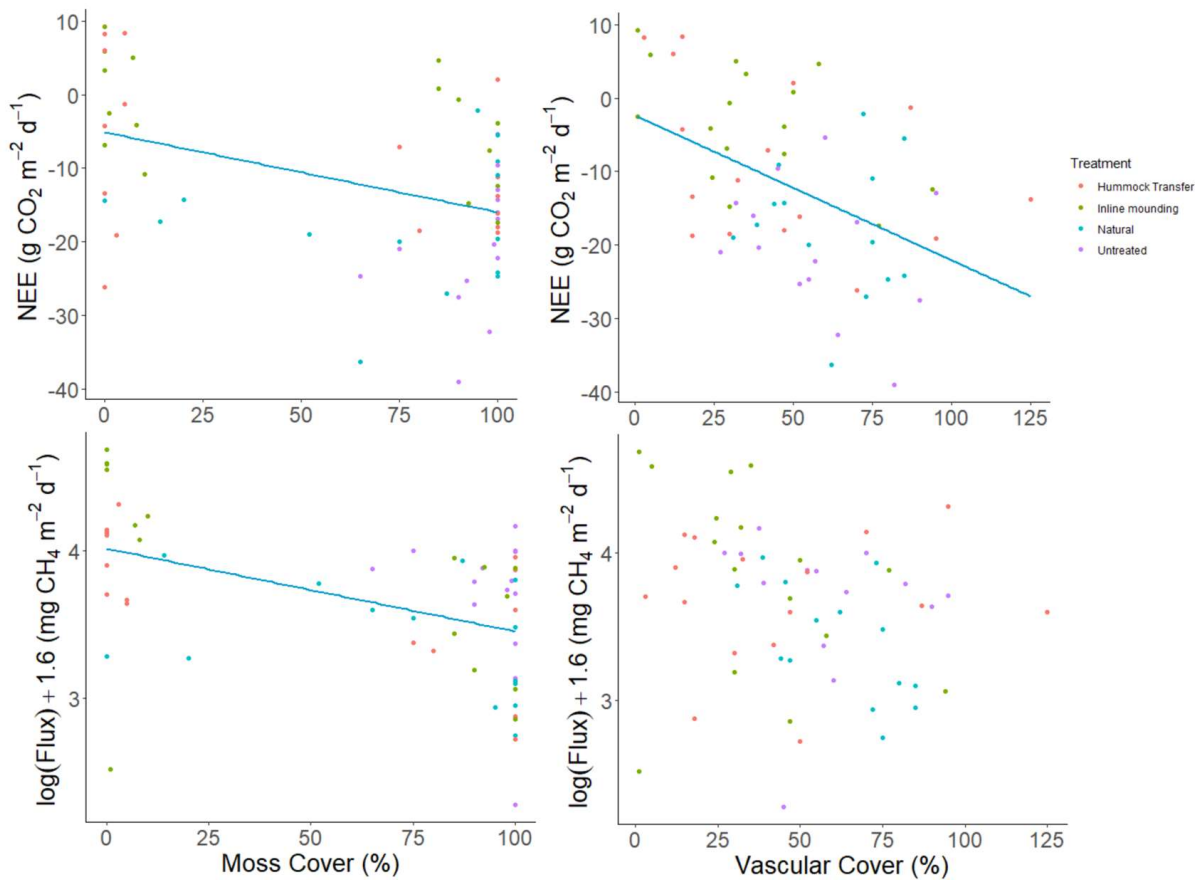 10
0
-10
-20
-30
-40
NEE (g CO₂ m⁻² d⁻¹)
0 25 50 75 100
10
0
-10
-20
-30
-40
NEE (g CO₂ m⁻² d⁻¹)
0 25 50 75 100 125
Treatment
Hummock Transfer
Inline mounding
Natural
Untreated
4
3
log(Flux) + 1.6 (mg CH₄ m⁻² d⁻¹)
0 25 50 75 100
Moss Cover (%)
4
3
log(Flux) + 1.6 (mg CH₄ m⁻² d⁻¹)
0 25 50 75 100 125
Vascular Cover (%)